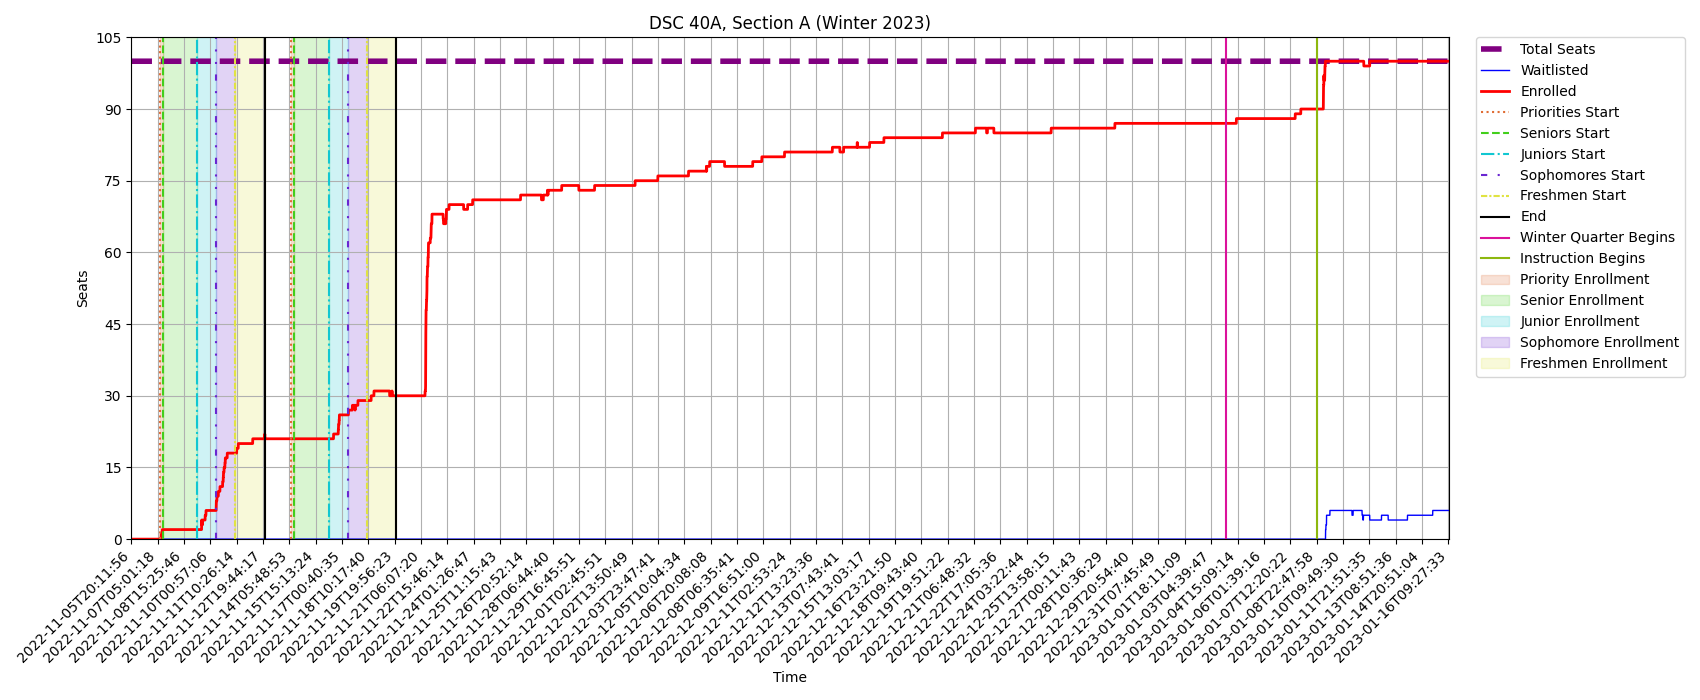 DSC 40A, Section A (Winter 2023)
105
90
75
60
45
30
15
0
Seats
2022-11-05T20:11:56
2022-11-07T05:01:18
2022-11-08T15:25:46
2022-11-10T00:57:06
2022-11-11T10:26:14
2022-11-12T19:44:17
2022-11-14T05:48:53
2022-11-15T15:13:24
2022-11-17T00:40:35
2022-11-18T10:17:40
2022-11-19T19:56:23
2022-11-21T06:07:20
2022-11-22T15:46:14
2022-11-24T01:26:47
2022-11-25T11:15:43
2022-11-26T20:52:14
2022-11-28T06:44:40
2022-11-29T16:45:51
2022-12-01T02:45:51
2022-12-02T13:50:49
2022-12-03T23:47:41
2022-12-05T10:04:34
2022-12-06T20:08:08
2022-12-08T06:35:41
2022-12-09T16:51:00
2022-12-11T02:53:24
2022-12-12T13:23:36
2022-12-13T07:43:41
2022-12-15T13:03:17
2022-12-16T23:21:50
2022-12-18T09:43:40
2022-12-19T19:51:22
2022-12-21T06:48:32
2022-12-22T17:05:36
2022-12-24T03:22:44
2022-12-25T13:58:15
2022-12-27T00:11:43
2022-12-28T10:36:29
2022-12-29T20:54:40
2022-12-31T07:45:49
2023-01-01T18:11:09
2023-01-03T04:39:47
2023-01-04T15:09:14
2023-01-06T01:39:16
2023-01-07T12:20:22
2023-01-08T22:47:58
2023-01-10T09:49:30
2023-01-11T21:51:35
2023-01-13T08:51:36
2023-01-14T20:51:04
2023-01-16T09:27:33
Time
Total Seats
Waitlisted
Enrolled
Priorities Start
Seniors Start
Juniors Start
Sophomores Start
Freshmen Start
End
Winter Quarter Begins
Instruction Begins
Priority Enrollment
Senior Enrollment
Junior Enrollment
Sophomore Enrollment
Freshmen Enrollment